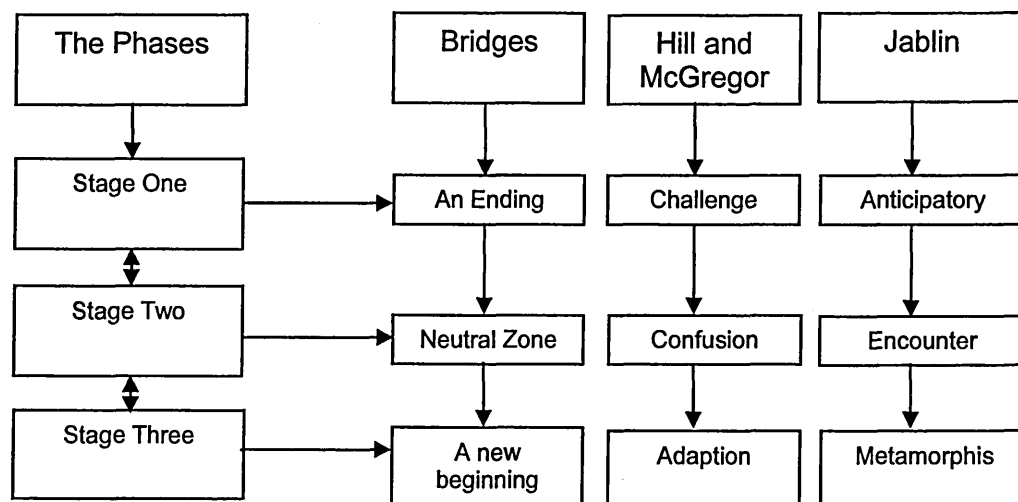 The Phases
Bridges
Hill and
McGregor
Jablin
Stage One
An Ending
Challenge
Anticipatory
Stage Two
Neutral Zone
Confusion
Encounter
Stage Three
A new
beginning
Adaption
Metamorphis